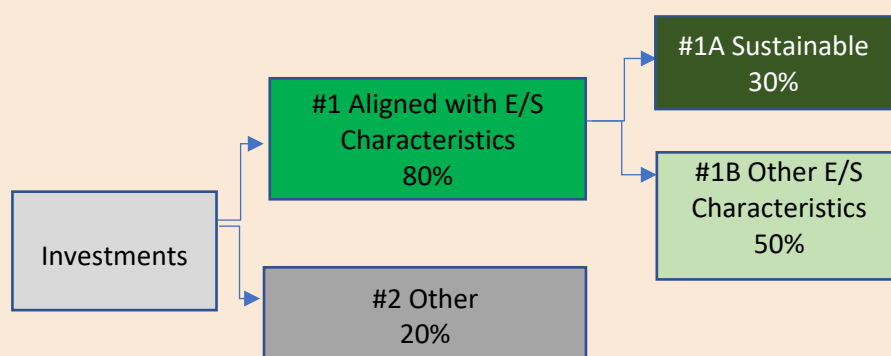 #1A Sustainable
30%
#1 Aligned with E/S
Characteristics
80%
#1B Other E/S
Characteristics
50%
Investments
#2 Other
20%